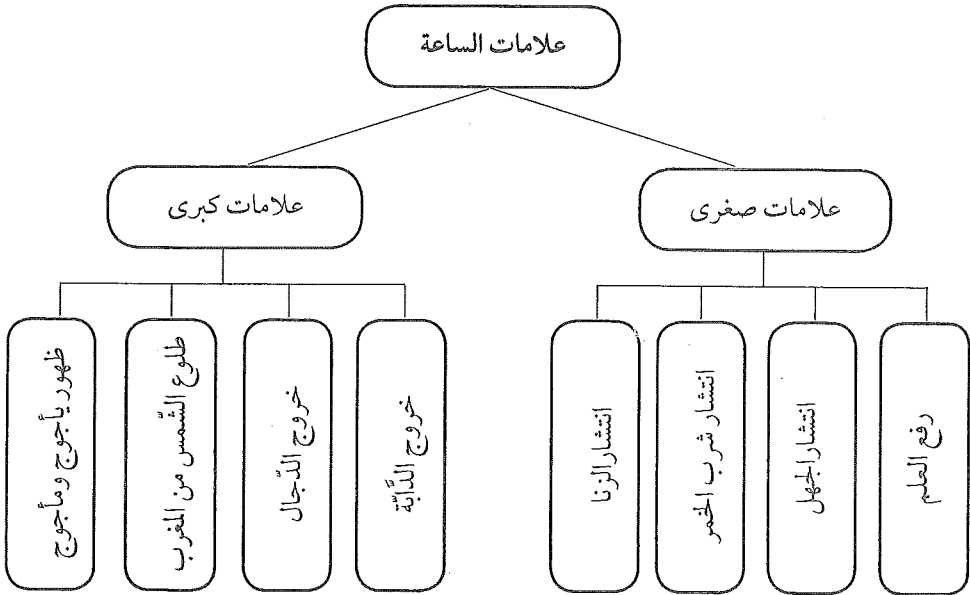 علامات الساعة
علامات صغرى
علامات كبرى
رفع العلم
انتشار الجهل
انتشار شرب الخمر
انتشار الزنا
خروج الدَّابّة
خروج الدّجال
طلوع الشّمس من المغرب
ظهور يأجوج ومأجوج